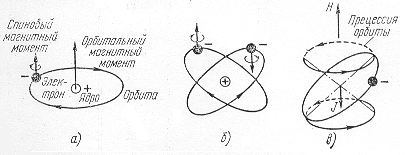 Спиновый
магнитный
момент
Орбитальный
магнитный
момент
Элек-
трон
Ядро
Орбита
а)
б)
H
Прецессия
орбиты
J
в)